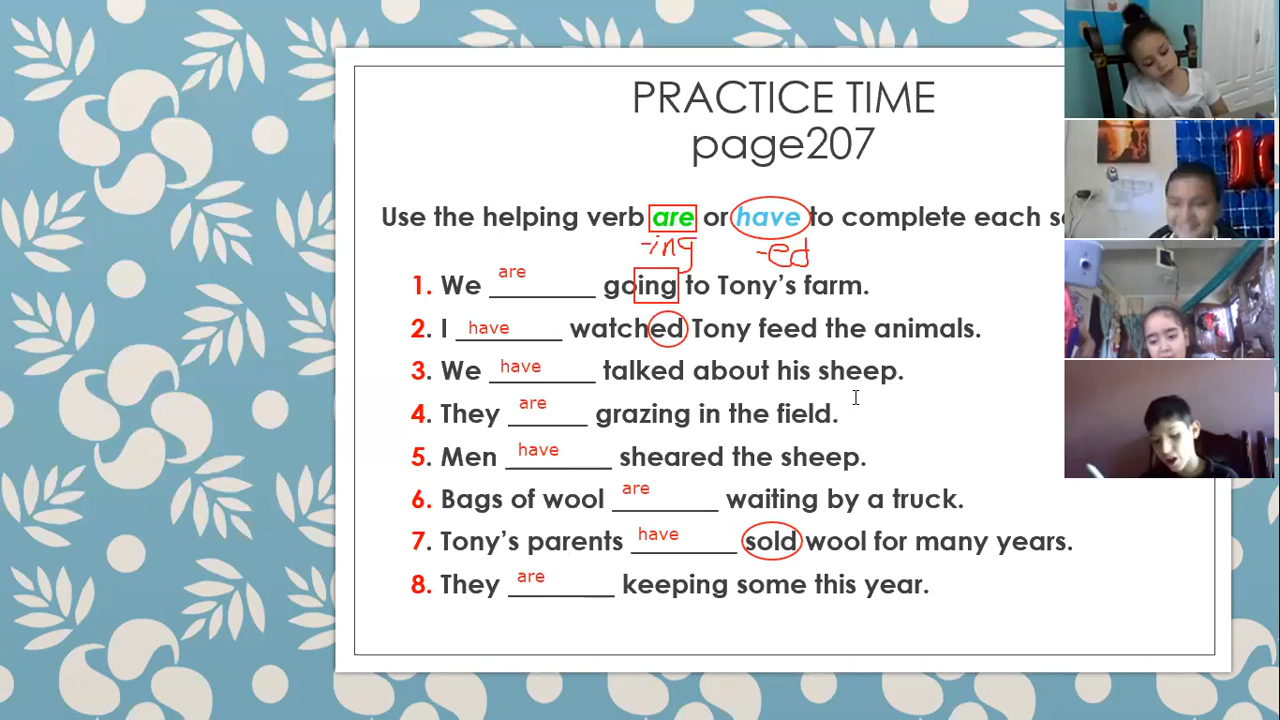 PRACTICE TIME
page207
Use the helping verb are or have to complete each
-ing -ed
1. We are going to Tony's farm.
2. I have watched Tony feed the animals.
3. We have talked about his sheep.
4. They are grazing in the field.
5. Men have sheared the sheep.
6. Bags of wool are waiting by a truck.
7. Tony's parents have sold wool for many years.
8. They are keeping some this year.